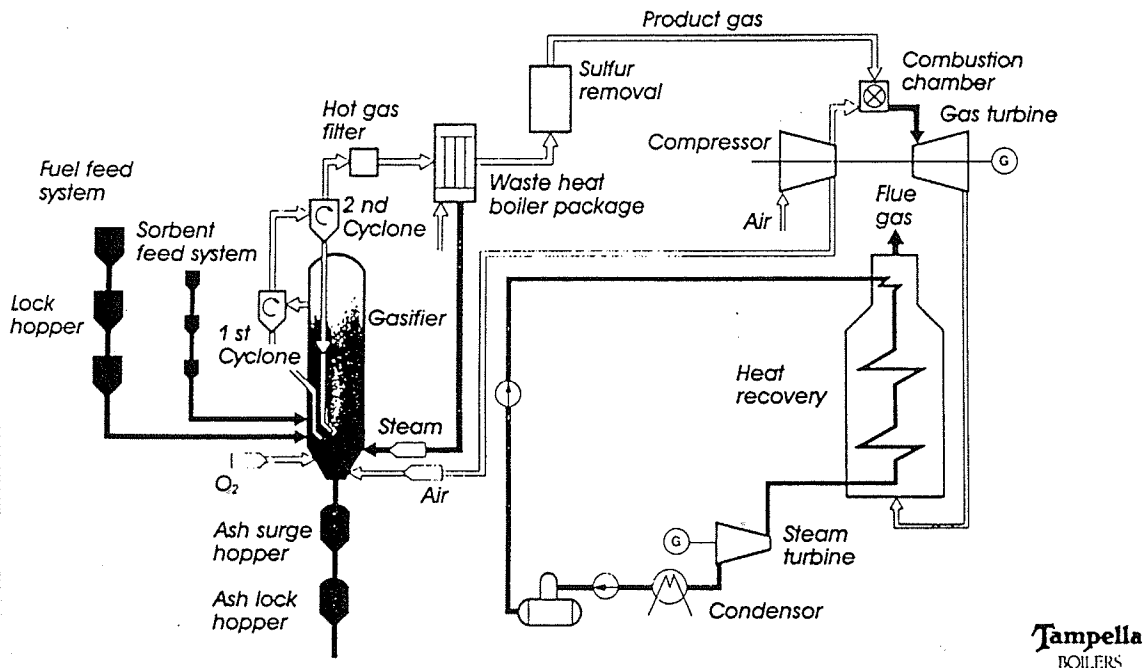 Product gas
Combustion
chamber
Sulfur
removal
Hot gas
filter
Gas turbine
Compressor
G
Fuel feed
system
Waste heat
boiler package
Flue
gas
2 nd
Cyclone
Air
Sorbent
feed system
C
Lock
hopper
C
Gasifier
1 st
Cyclone
Heat
recovery
Steam
O2
Air
Ash surge
hopper
G
Steam
turbine
Ash lock
hopper
Condensor
Tampella
BOILERS